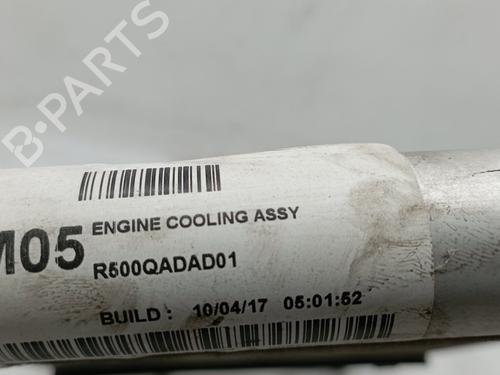 B-PARTS
M05
ENGINE COOLING ASSY
R500QADAD01
BUILD : 10/04/17 05:01:52